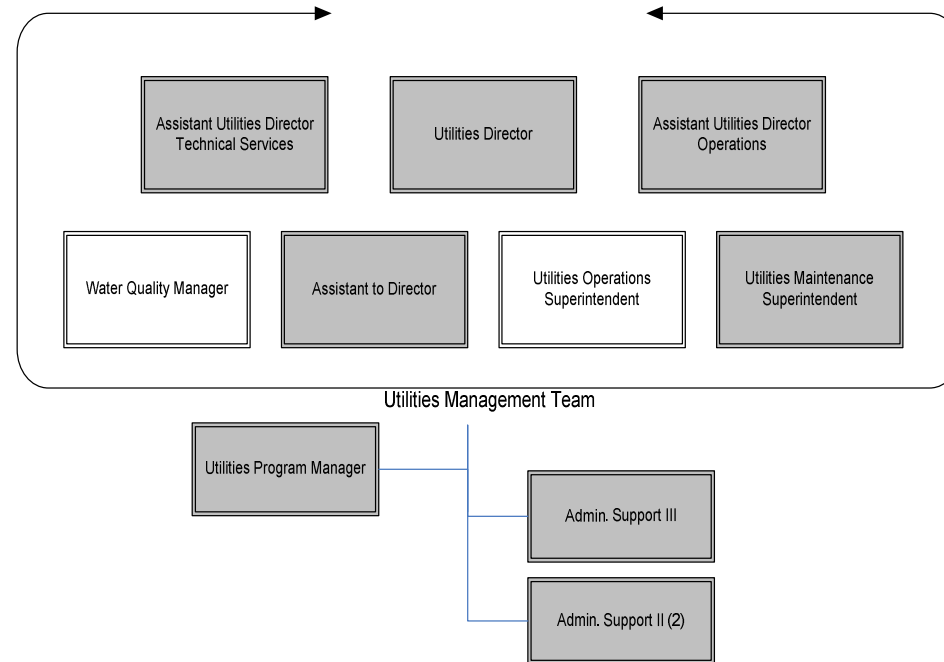 Assistant Utilities Director
Technical Services
Utilities Director
Assistant Utilities Director
Operations
Water Quality Manager
Assistant to Director
Utilities Operations
Superintendent
Utilities Maintenance
Superintendent
Utilities Management Team
Utilities Program Manager
Admin. Support III
Admin. Support II (2)